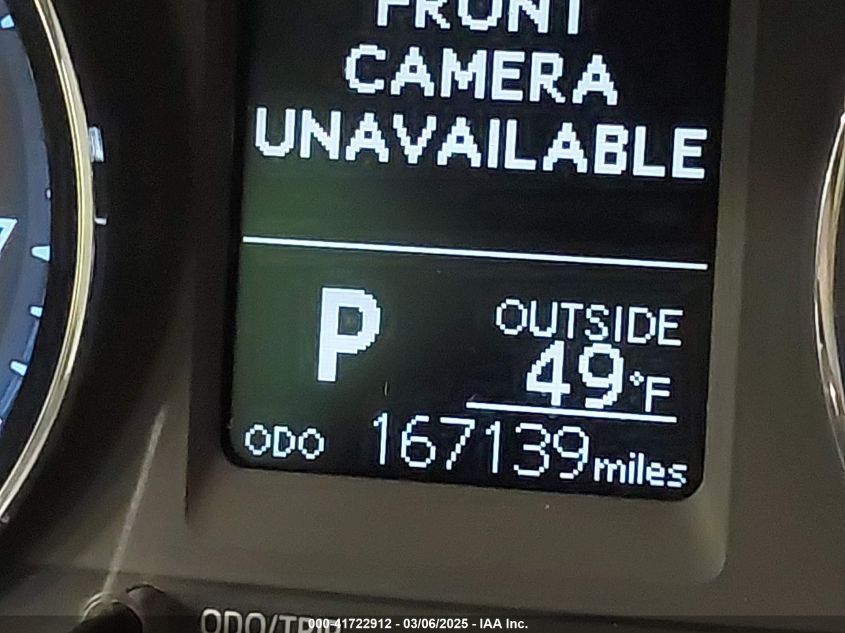 FRONT
CAMERA
UNAVAILABLE
P
OUTSIDE
49°F
ODO 167139 miles
ODO/TRIP
000-41722912 - 03/06/2025 - IAA Inc.